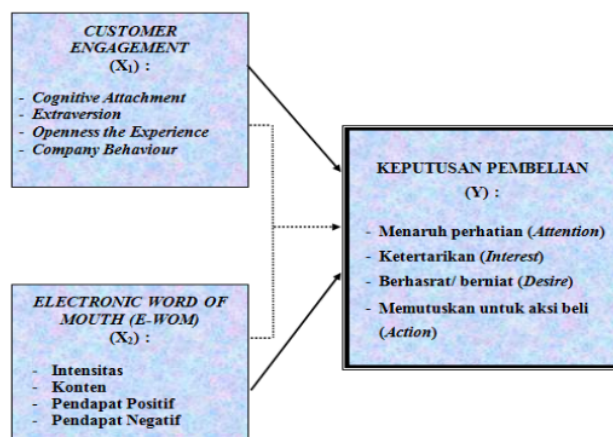 CUSTOMER
ENGAGEMENT
(X₁) :
- Cognitive Attachment
- Extraversion
- Openness the Experience
- Company Behaviour
KEPUTUSAN PEMBELIAN
(Y) :
- Menaruh perhatian (Attention)
- Ketertarikan (Interest)
- Berhasrat/ berniat (Desire)
- Memutuskan untuk aksi beli
(Action)
ELECTRONIC WORD OF
MOUTH (E-WOM)
(X₂) :
- Intensitas
- Konten
- Pendapat Positif
- Pendapat Negatif